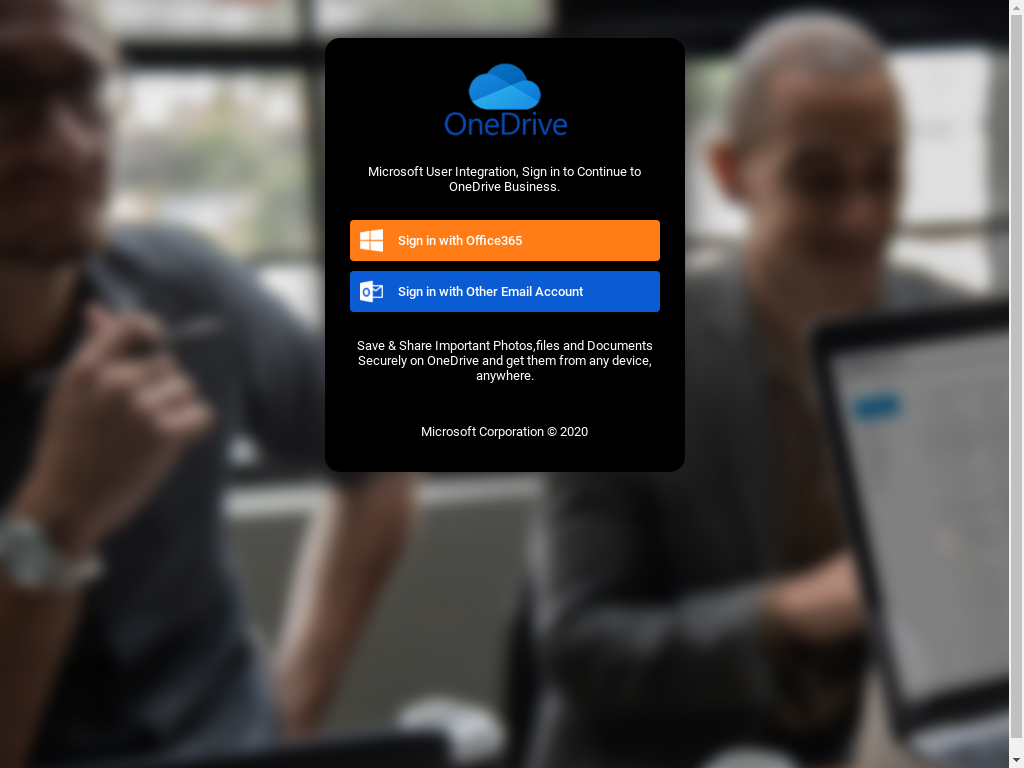 OneDrive
Microsoft User Integration, Sign in to Continue to
OneDrive Business.
Sign in with Office365
Sign in with Other Email Account
Save & Share Important Photos,files and Documents
Securely on OneDrive and get them from any device,
anywhere.
Microsoft Corporation © 2020